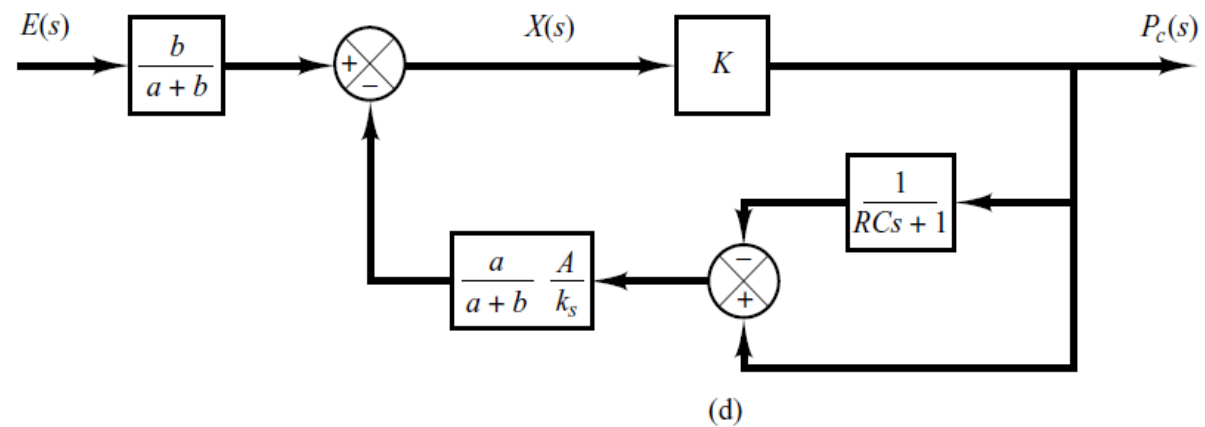 E(s)
b
a + b
+
−
X(s)
K
P_c(s)
1
RCs + 1
a
a + b
A
k_s
−
+
(d)